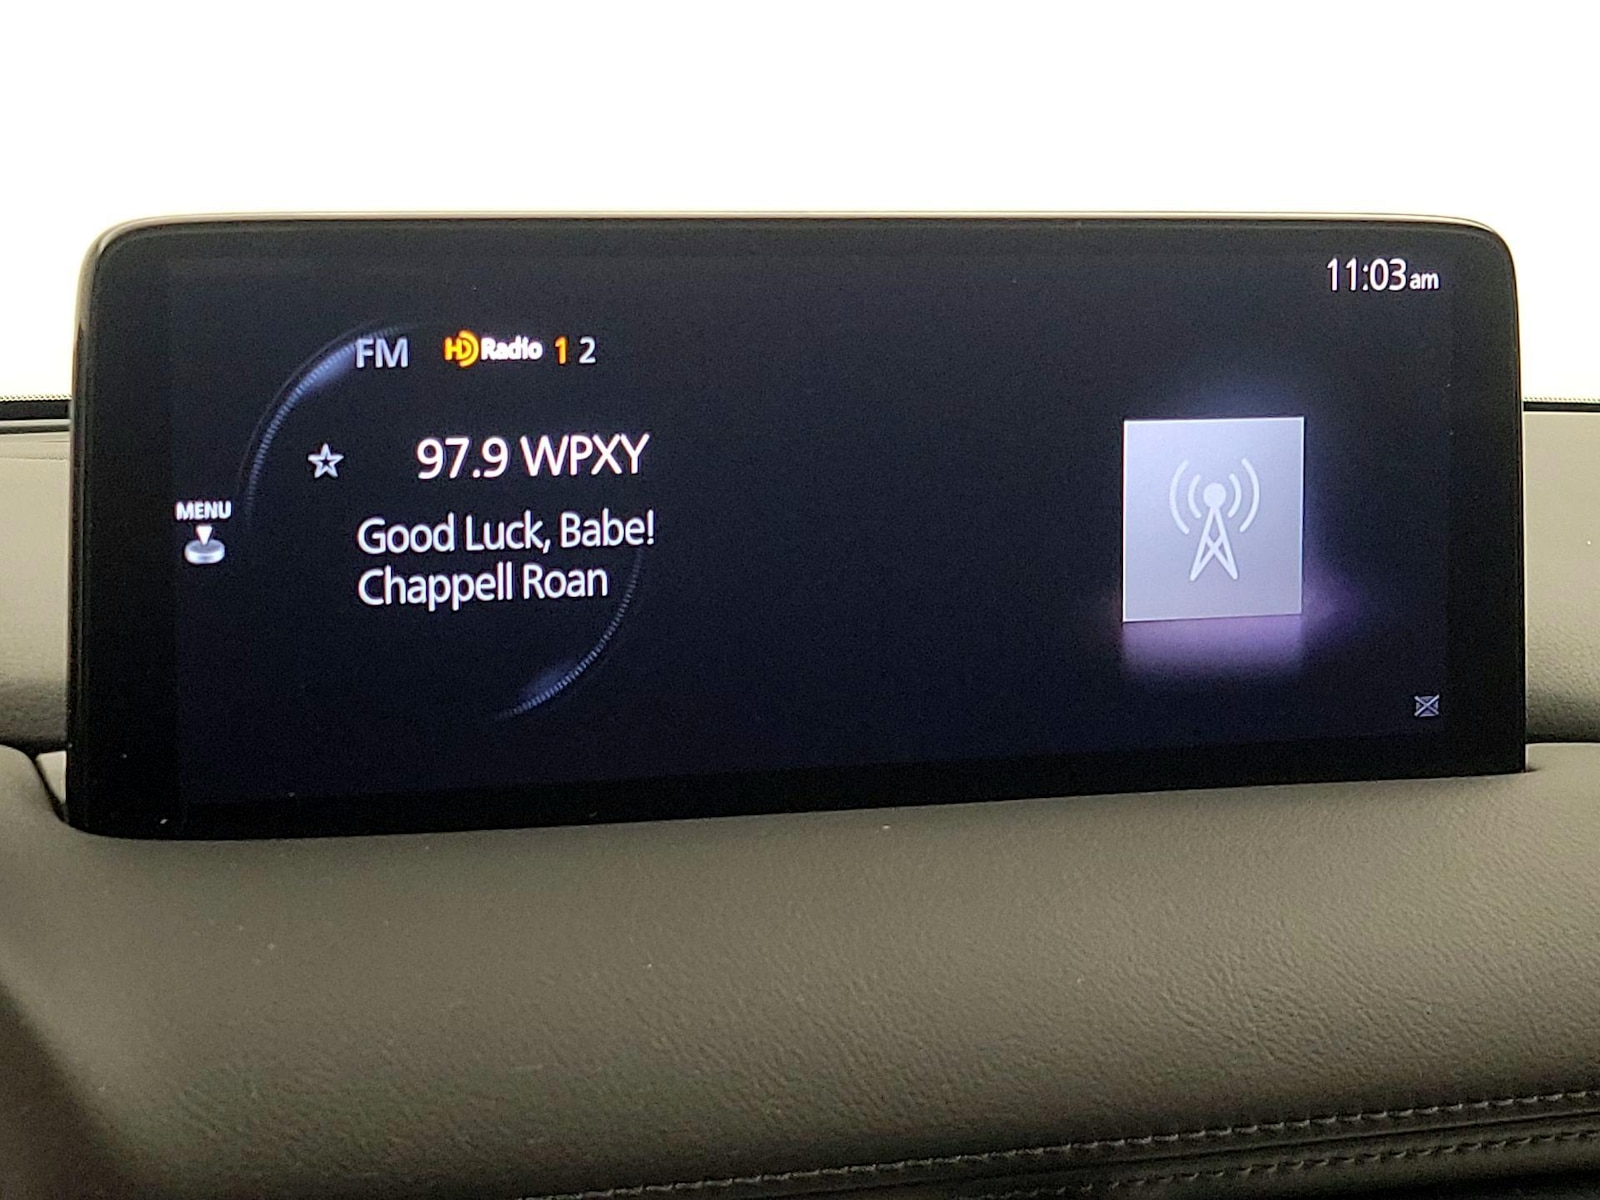 11:03am
FM HD Radio 1 2
97.9 WPXY
MENU
Good Luck, Babe!
Chappell Roan